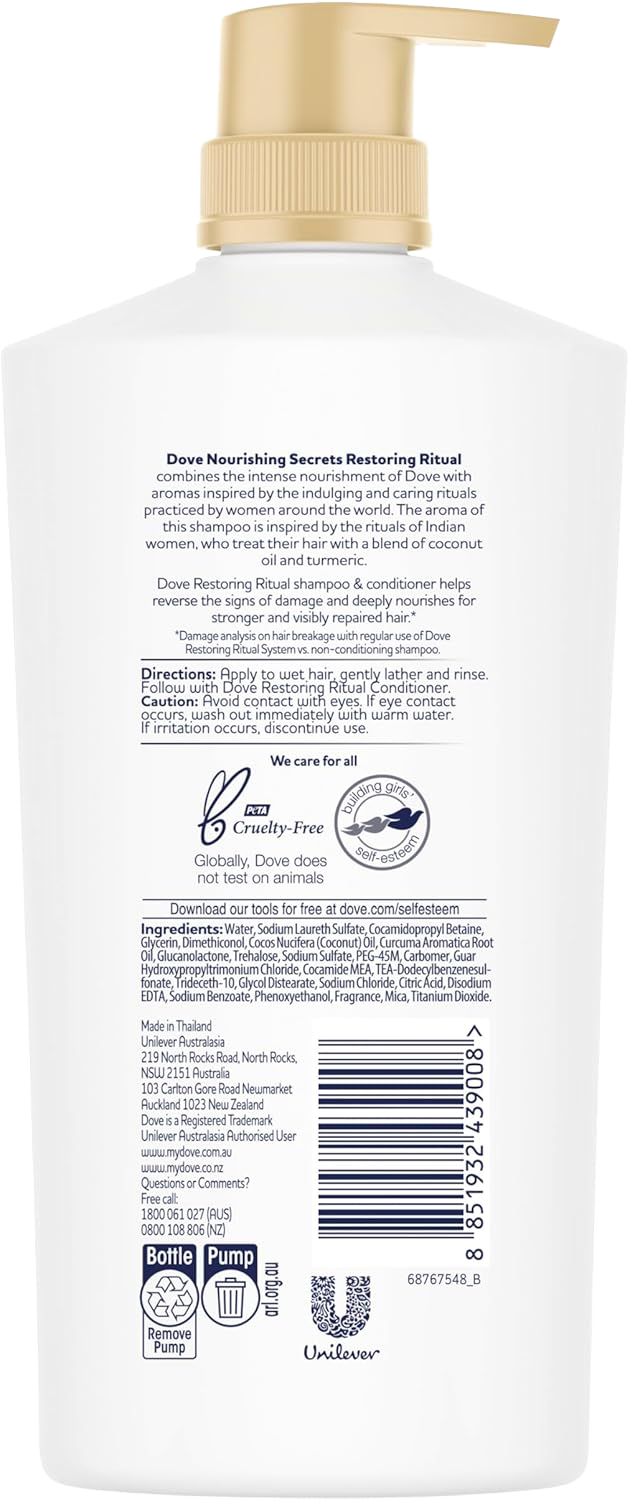 Dove Nourishing Secrets Restoring Ritual
combines the intense nourishment of Dove with
aromas inspired by the indulging and caring rituals
practiced by women around the world. The aroma of
this shampoo is inspired by the rituals of Indian
women, who treat their hair with a blend of coconut
oil and turmeric.
Dove Restoring Ritual shampoo & conditioner helps
reverse the signs of damage and deeply nourishes for
stronger and visibly repaired hair.*
*Damage analysis on hair breakage with regular use of Dove
Restoring Ritual System vs. non-conditioning shampoo.
Directions: Apply to wet hair, gently lather and rinse.
Follow with Dove Restoring Ritual Conditioner.
Caution: Avoid contact with eyes. If eye contact
occurs, wash out immediately with warm water.
If irritation occurs, discontinue use.
We care for all
PETA
Cruelty-Free
Globally, Dove does
not test on animals
building girls'
self-esteem
Download our tools for free at dove.com/selfesteem
Ingredients: Water, Sodium Laureth Sulfate, Cocamidopropyl Betaine,
Glycerin, Dimethiconol, Cocos Nucifera (Coconut) Oil, Curcuma Aromatica Root
Oil, Glucanolactone, Trehalose, Sodium Sulfate, PEG-45M, Carbomer, Guar
Hydroxypropyltrimonium Chloride, Cocamide MEA, TEA-Dodecylbenzenesul-
fonate, Trideceth-10, Glycol Distearate, Sodium Chloride, Citric Acid, Disodium
EDTA, Sodium Benzoate, Phenoxyethanol, Fragrance, Mica, Titanium Dioxide.
Made in Thailand
Unilever Australasia
219 North Rocks Road, North Rocks,
NSW 2151 Australia
103 Carlton Gore Road Newmarket
Auckland 1023 New Zealand
Dove is a Registered Trademark
Unilever Australasia Authorised User
www.mydove.com.au
www.mydove.co.nz
Questions or Comments?
Free call:
1800 061 027 (AUS)
0800 108 806 (NZ)
8 851932 439008 >
68767548_B
Bottle
Remove
Pump
Pump
arl.org.au
Unilever